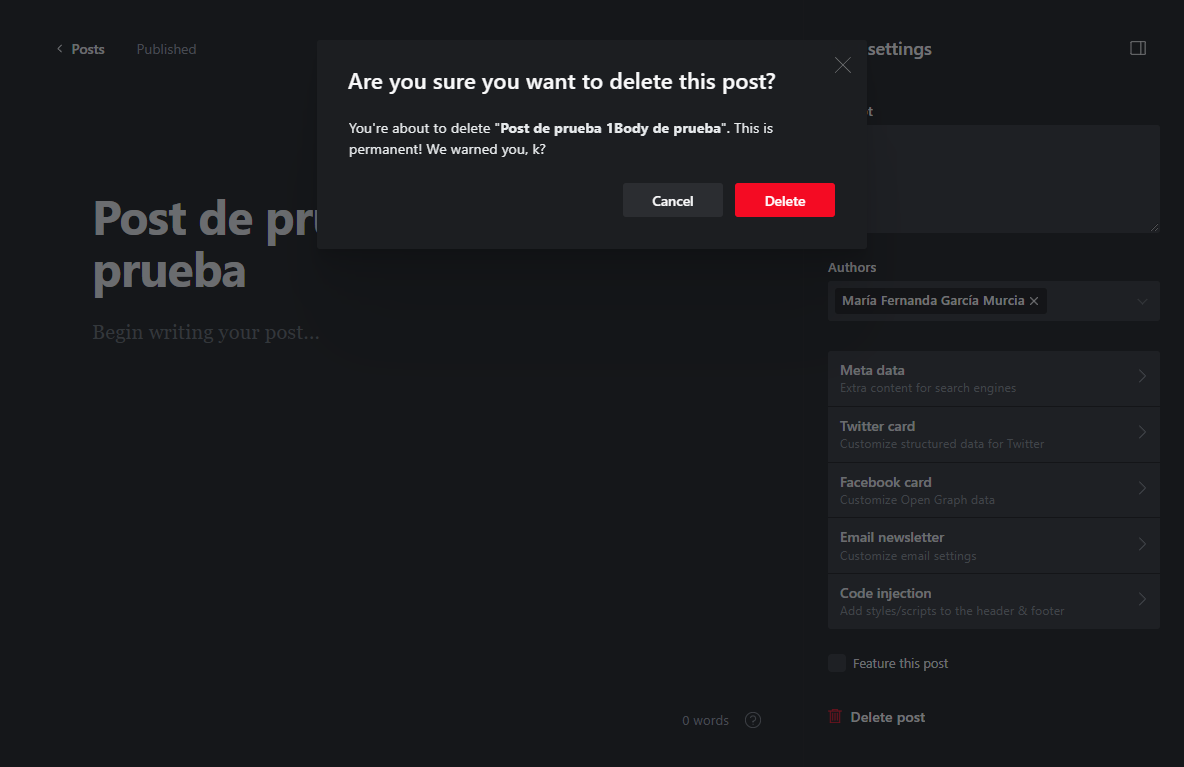 Posts
Published
settings
Are you sure you want to delete this post?
You're about to delete "Post de prueba 1Body de prueba". This is
permanent! We warned you, k?
Cancel
Delete
Post de pr
prueba
Begin writing your post...
Authors
María Fernanda García Murcia
Meta data
Extra content for search engines
Twitter card
Customize structured data for Twitter
Facebook card
Customize Open Graph data
Email newsletter
Customize email settings
Code injection
Add styles/scripts to the header & footer
Feature this post
0 words
Delete post